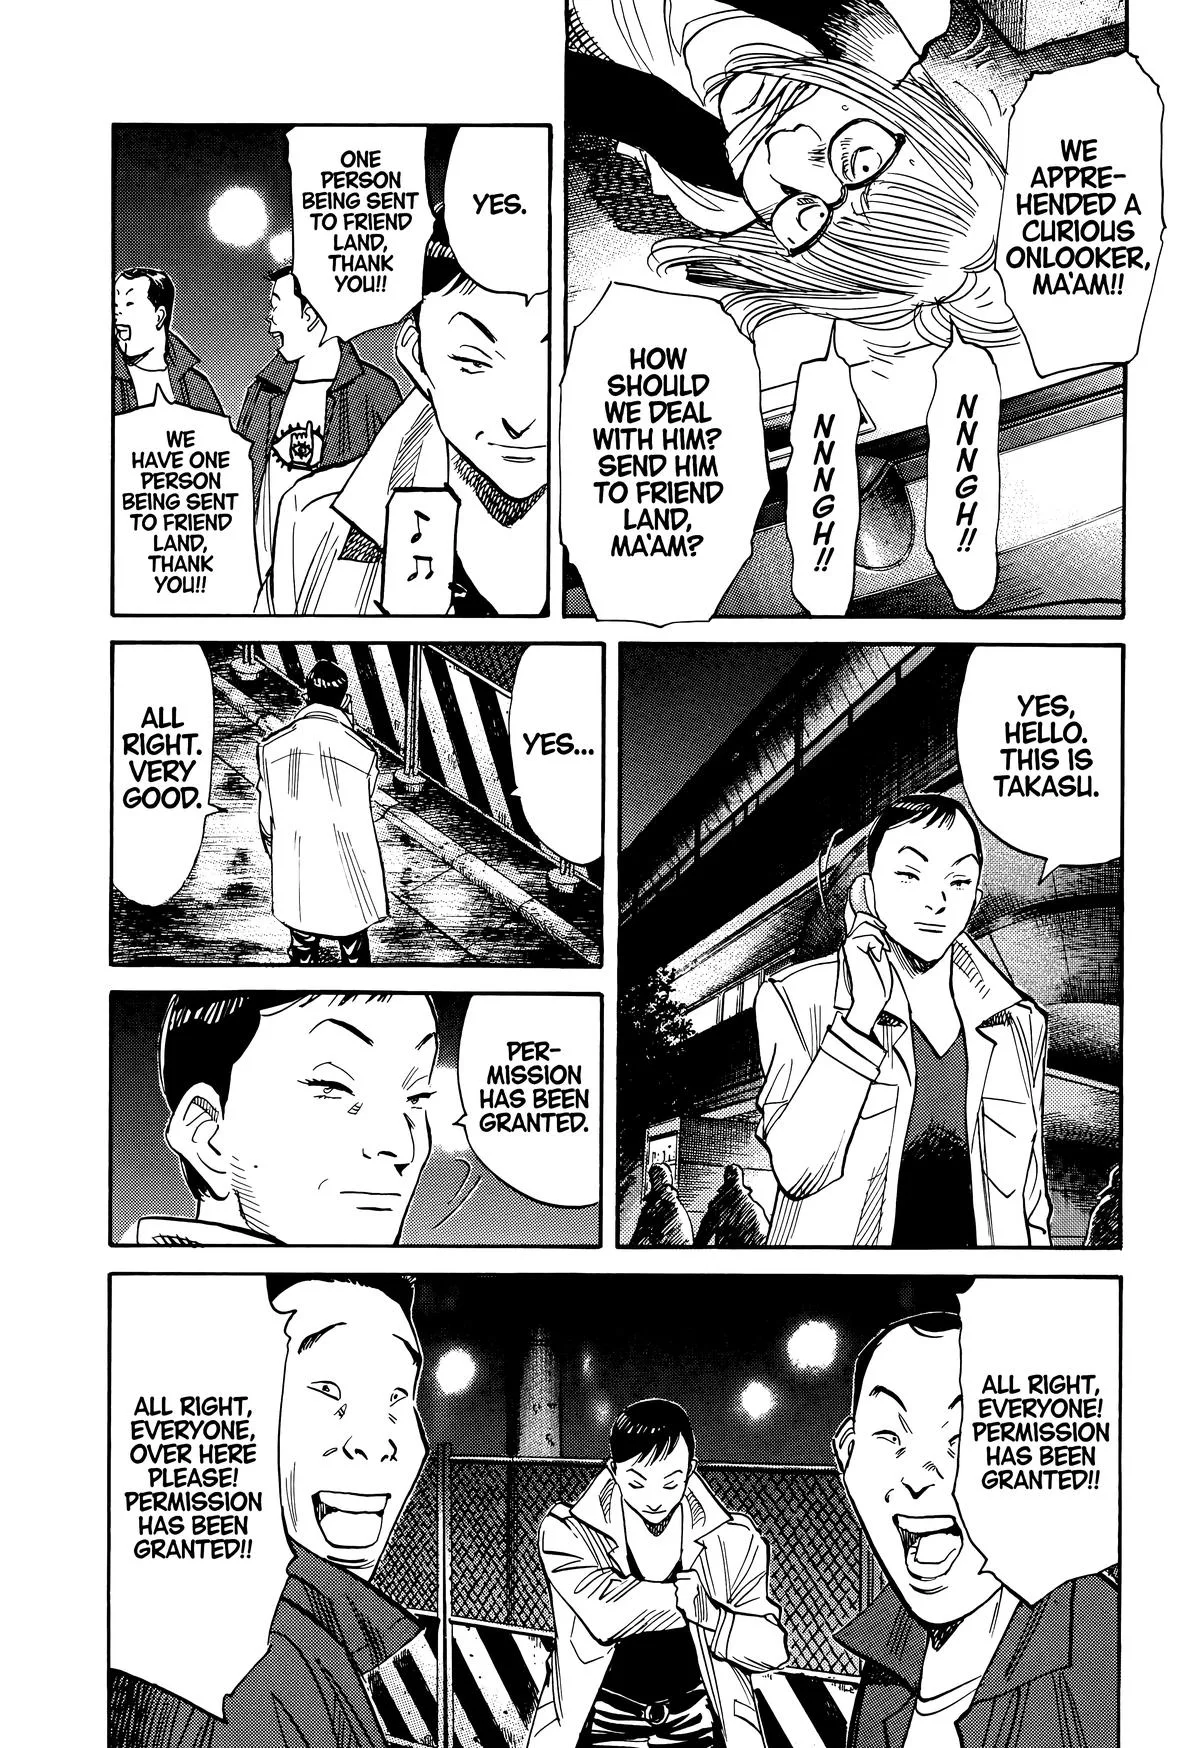 WE
APPRE-
HENDED A
CURIOUS
ONLOOKER,
MA'AM!!
NNNGH!!
NNNGH!!
HOW
SHOULD
WE DEAL
WITH HIM?
SEND HIM
TO FRIEND
LAND,
MA'AM?
YES.
ONE
PERSON
BEING SENT
TO FRIEND
LAND,
THANK
YOU!!
WE
HAVE ONE
PERSON
BEING SENT
TO FRIEND
LAND,
THANK
YOU!!
YES,
HELLO.
THIS IS
TAKASU.
YES...
ALL
RIGHT.
VERY
GOOD.
PER-
MISSION
HAS BEEN
GRANTED.
ALL RIGHT,
EVERYONE!
PERMISSION
HAS BEEN
GRANTED!!
ALL RIGHT,
EVERYONE,
OVER HERE
PLEASE!
PERMISSION
HAS BEEN
GRANTED!!